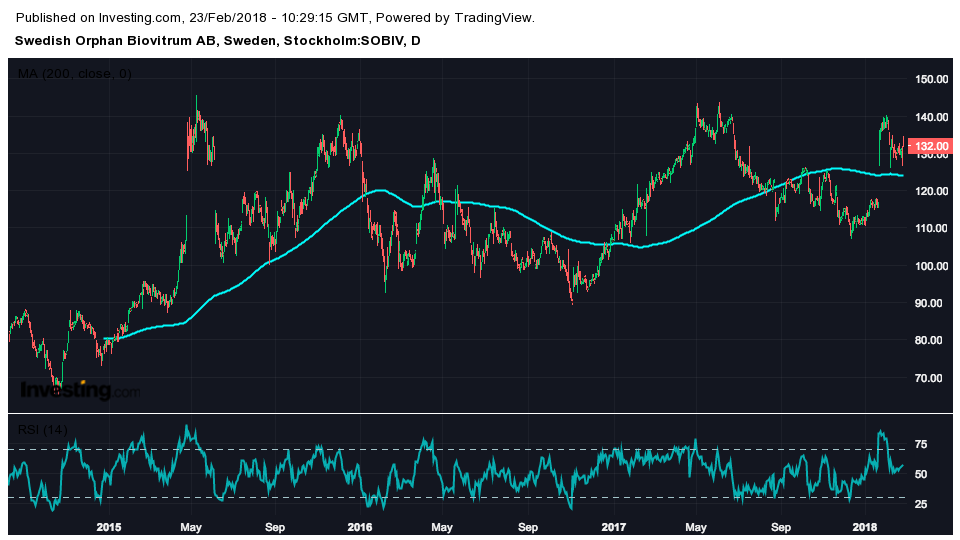 Published on Investing.com, 23/Feb/2018 - 10:29:15 GMT, Powered by TradingView.
Swedish Orphan Biovitrum AB, Sweden, Stockholm:SOBIV, D
MA (200, close, 0)
150.00
140.00
132.00
130.00
120.00
110.00
100.00
90.00
80.00
70.00
Investing.com
RSI (14)
75
50
25
2015 May Sep 2016 May Sep 2017 May Sep 2018